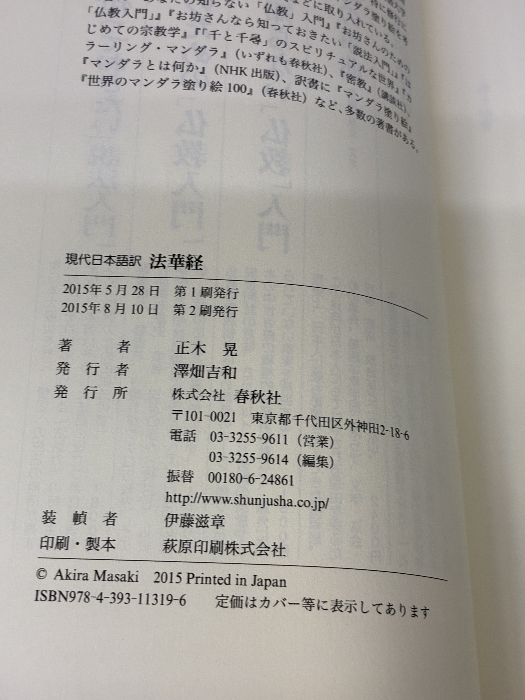 「仏教入門」』『お坊さんなら知っておきたい「説法入門」』『は
じめての宗教学』『「千と千尋」のスピリチュアルな世界』『カ
ラーリング・マンダラ』（いずれも春秋社）、『密教』（講談社）、
『マンダラとは何か』（NHK出版）、訳書に『マンダラ塗り絵』
『世界のマンダラ塗り絵100』（春秋社）など、多数の著書がある。
現代日本語訳 法華経
2015年5月28日 第1刷発行
2015年8月10日 第2刷発行
著者 正木 晃
発行者 澤畑吉和
発行所 株式会社 春秋社
〒101-0021 東京都千代田区外神田2-18-6
電話 03-3255-9611（営業）
03-3255-9614（編集）
振替 00180-6-24861
http://www.shunjusha.co.jp/
装幀者 伊藤滋章
印刷・製本 萩原印刷株式会社
© Akira Masaki 2015 Printed in Japan
ISBN978-4-393-11319-6 定価はカバー等に表示してあります